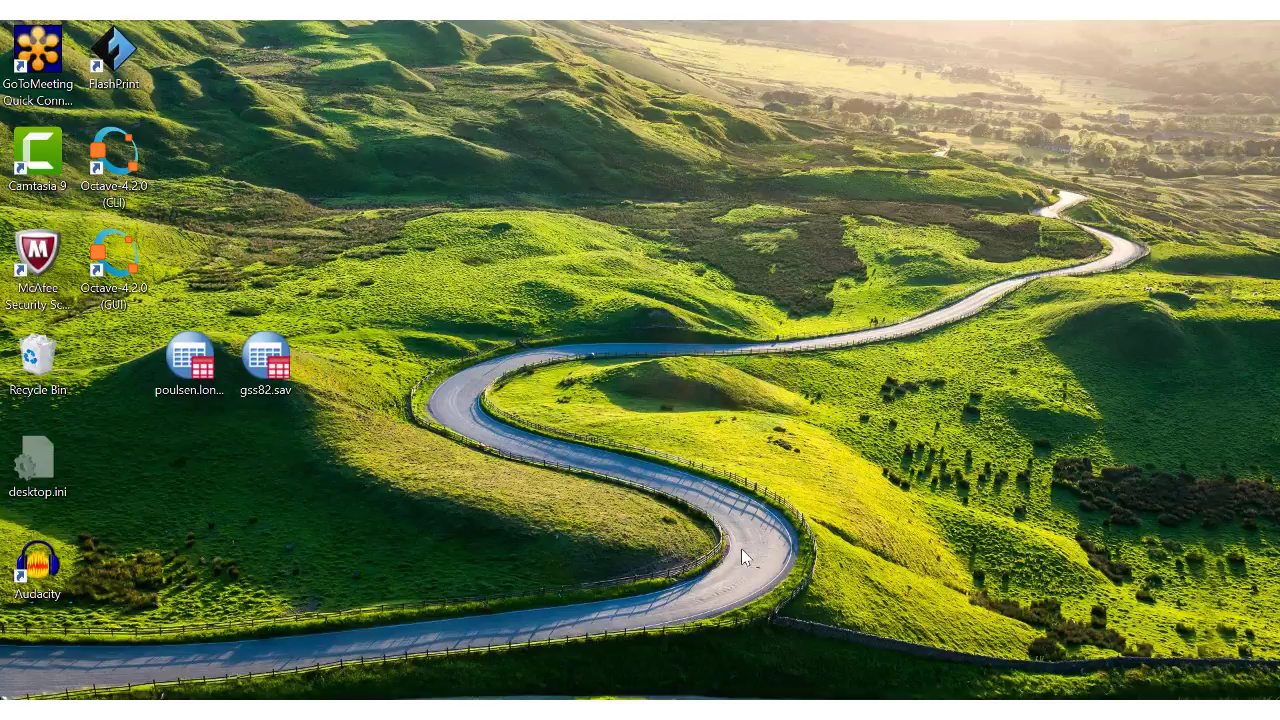 GoToMeeting
Quick Conn...
FlashPrint
Camtasia 9
Octave-4.2.0
(CLI)
McAfee
Security Sc...
Octave-4.2.0
(GUI)
Recycle Bin
poulsen.lon...
gss82.sav
desktop.ini
Audacity